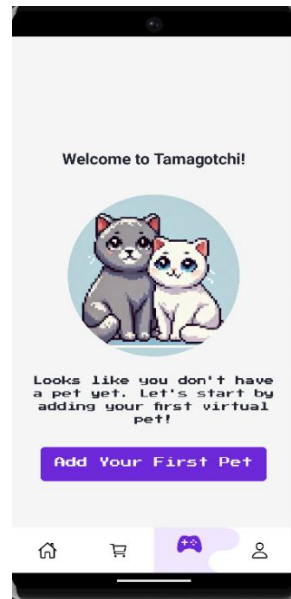 Welcome to Tamagotchi!
Looks like you don't have
a pet yet. Let's start by
adding your first virtual
pet!
Add Your First Pet